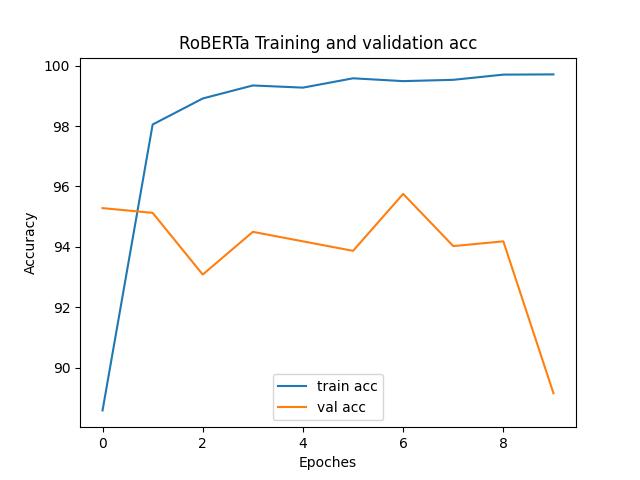 RoBERTa Training and validation acc
100
98
96
94
92
90
Accuracy
train acc
val acc
0 2 4 6 8
Epoches